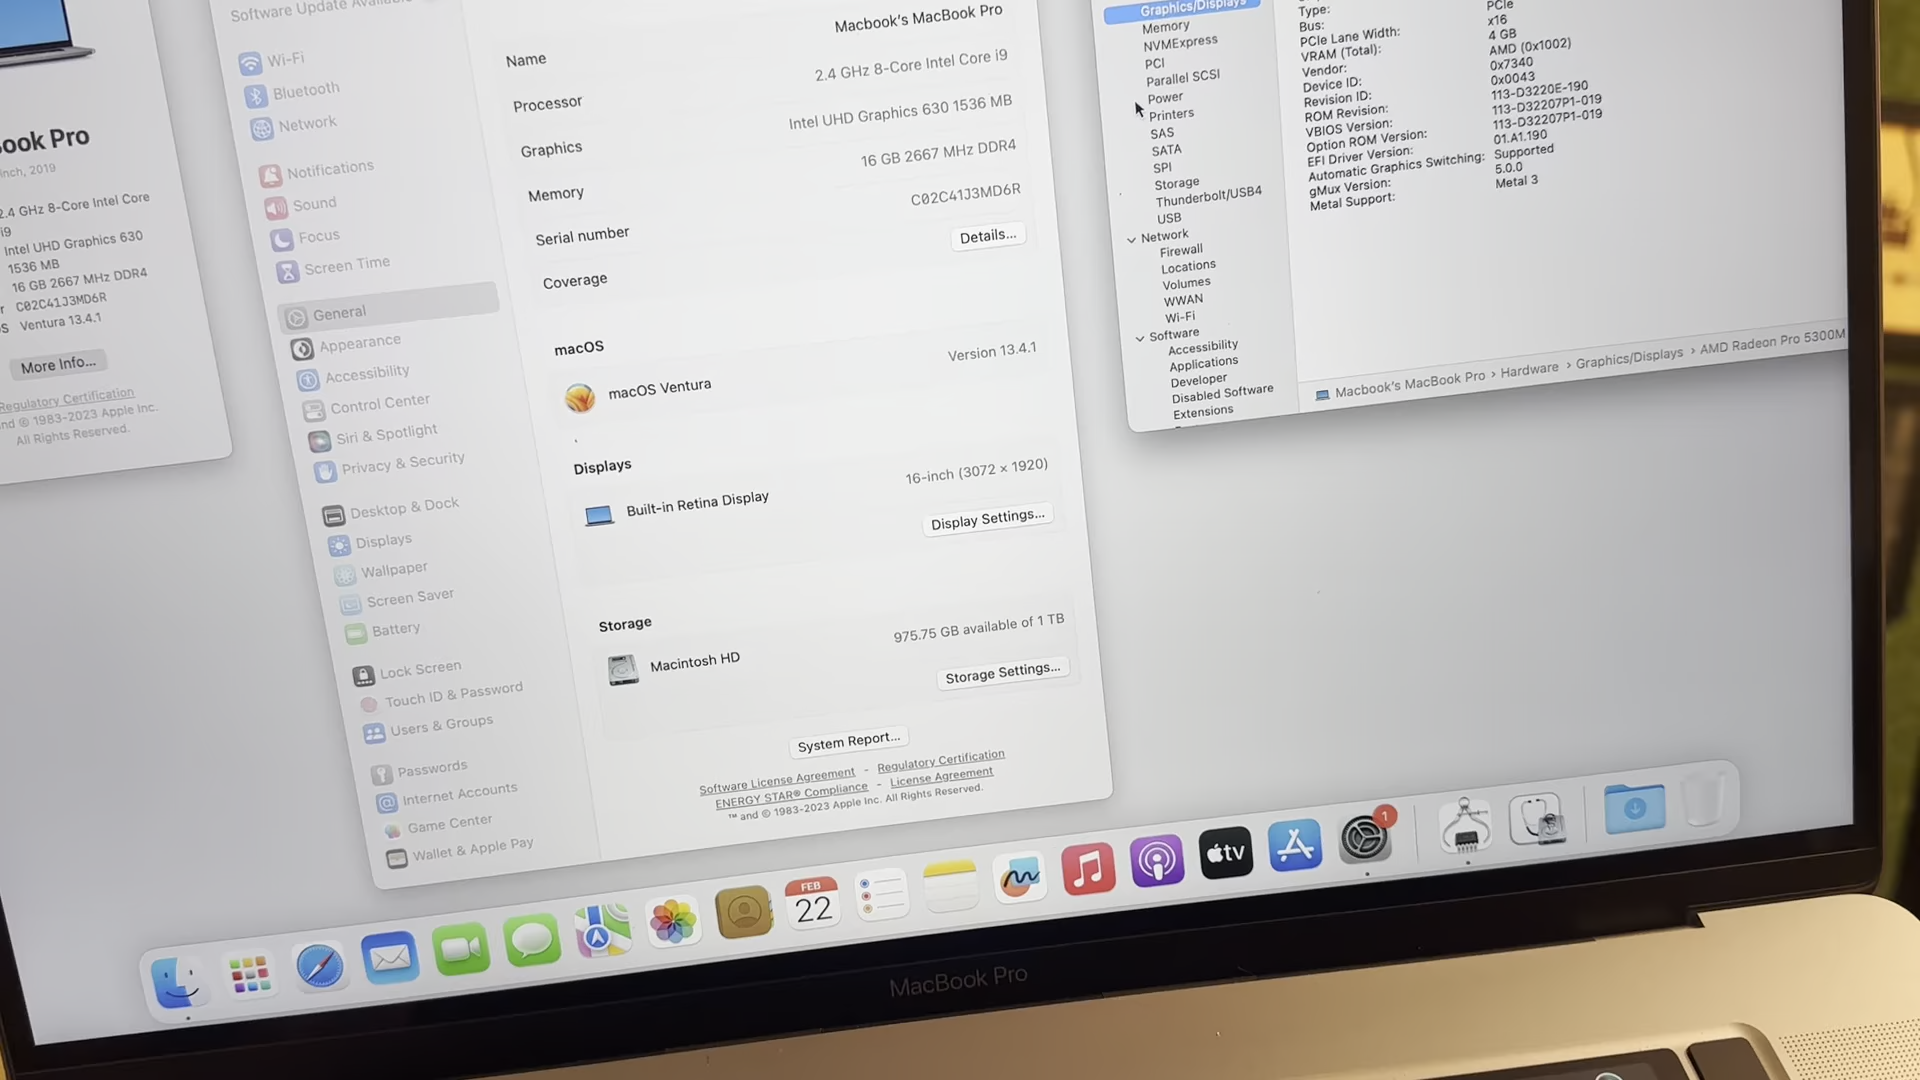 ook Pro
inch, 2019
2.4 GHz 8-Core Intel Core
i9
Intel UHD Graphics 630
1536 MB
16 GB 2667 MHz DDR4
r C02C41J3MD6R
S Ventura 13.4.1
More Info...
Regulatory Certification
nd © 1983-2023 Apple Inc.
All Rights Reserved.
Software Update Available
Wi-Fi
Bluetooth
Network
Notifications
Sound
Focus
Screen Time
General
Appearance
Accessibility
Control Center
Siri & Spotlight
Privacy & Security
Desktop & Dock
Displays
Wallpaper
Screen Saver
Battery
Lock Screen
Touch ID & Password
Users & Groups
Passwords
Internet Accounts
Game Center
Wallet & Apple Pay
Name Macbook's MacBook Pro
Processor 2.4 GHz 8-Core Intel Core i9
Graphics Intel UHD Graphics 630 1536 MB
Memory 16 GB 2667 MHz DDR4
Serial number C02C41J3MD6R
Coverage Details...
macOS
macOS Ventura Version 13.4.1
Displays
Built-in Retina Display 16-inch (3072 × 1920)
Display Settings...
Storage
Macintosh HD 975.75 GB available of 1 TB
Storage Settings...
System Report...
Software License Agreement - Regulatory Certification
ENERGY STAR® Compliance - License Agreement
™ and © 1983-2023 Apple Inc. All Rights Reserved.
Graphics/Displays
Memory
NVMExpress
PCI
Parallel SCSI
Power
Printers
SAS
SATA
SPI
Storage
Thunderbolt/USB4
USB
Network
Firewall
Locations
Volumes
WWAN
Wi-Fi
Software
Accessibility
Applications
Developer
Disabled Software
Extensions
Type:
Bus: PCIe
PCIe Lane Width: x16
VRAM (Total): 4 GB
Vendor: AMD (0x1002)
Device ID: 0x7340
Revision ID: 0x0043
ROM Revision: 113-D3220E-190
VBIOS Version: 113-D32207P1-019
Option ROM Version: 113-D32207P1-019
EFI Driver Version: 01.A1.190
Automatic Graphics Switching: Supported
gMux Version: 5.0.0
Metal Support: Metal 3
Macbook's MacBook Pro › Hardware › Graphics/Displays › AMD Radeon Pro 5300M
FEB
22
tv
1
MacBook Pro